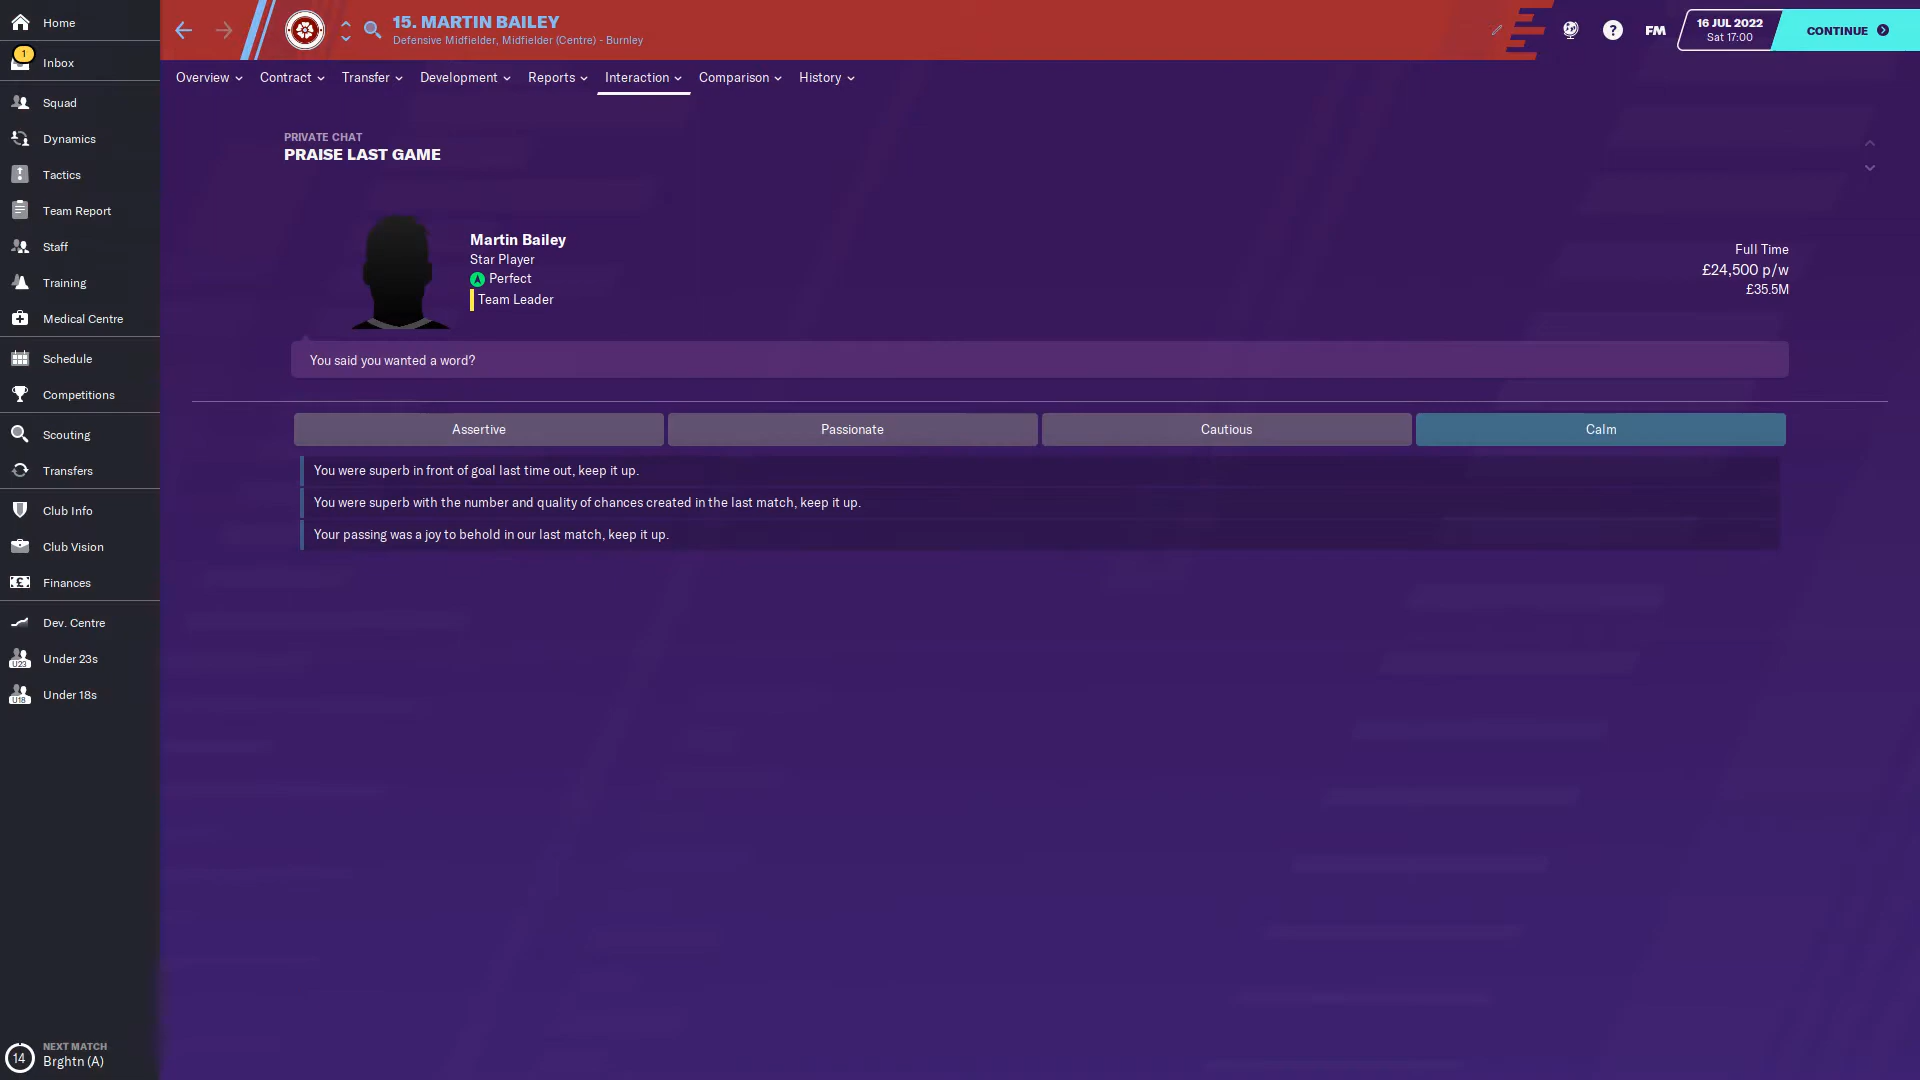 Home
1
Inbox
Squad
Dynamics
Tactics
Team Report
Staff
Training
Medical Centre
Schedule
Competitions
Scouting
Transfers
Club Info
Club Vision
Finances
Dev. Centre
U23
Under 23s
U18
Under 18s
14
NEXT MATCH
Brghtn (A)
15. MARTIN BAILEY
Defensive Midfielder, Midfielder (Centre) - Burnley
?
FM
16 JUL 2022
Sat 17:00
CONTINUE
Overview
Contract
Transfer
Development
Reports
Interaction
Comparison
History
PRIVATE CHAT
PRAISE LAST GAME
Martin Bailey
Star Player
Perfect
Team Leader
Full Time
£24,500 p/w
£35.5M
You said you wanted a word?
Assertive
Passionate
Cautious
Calm
You were superb in front of goal last time out, keep it up.
You were superb with the number and quality of chances created in the last match, keep it up.
Your passing was a joy to behold in our last match, keep it up.